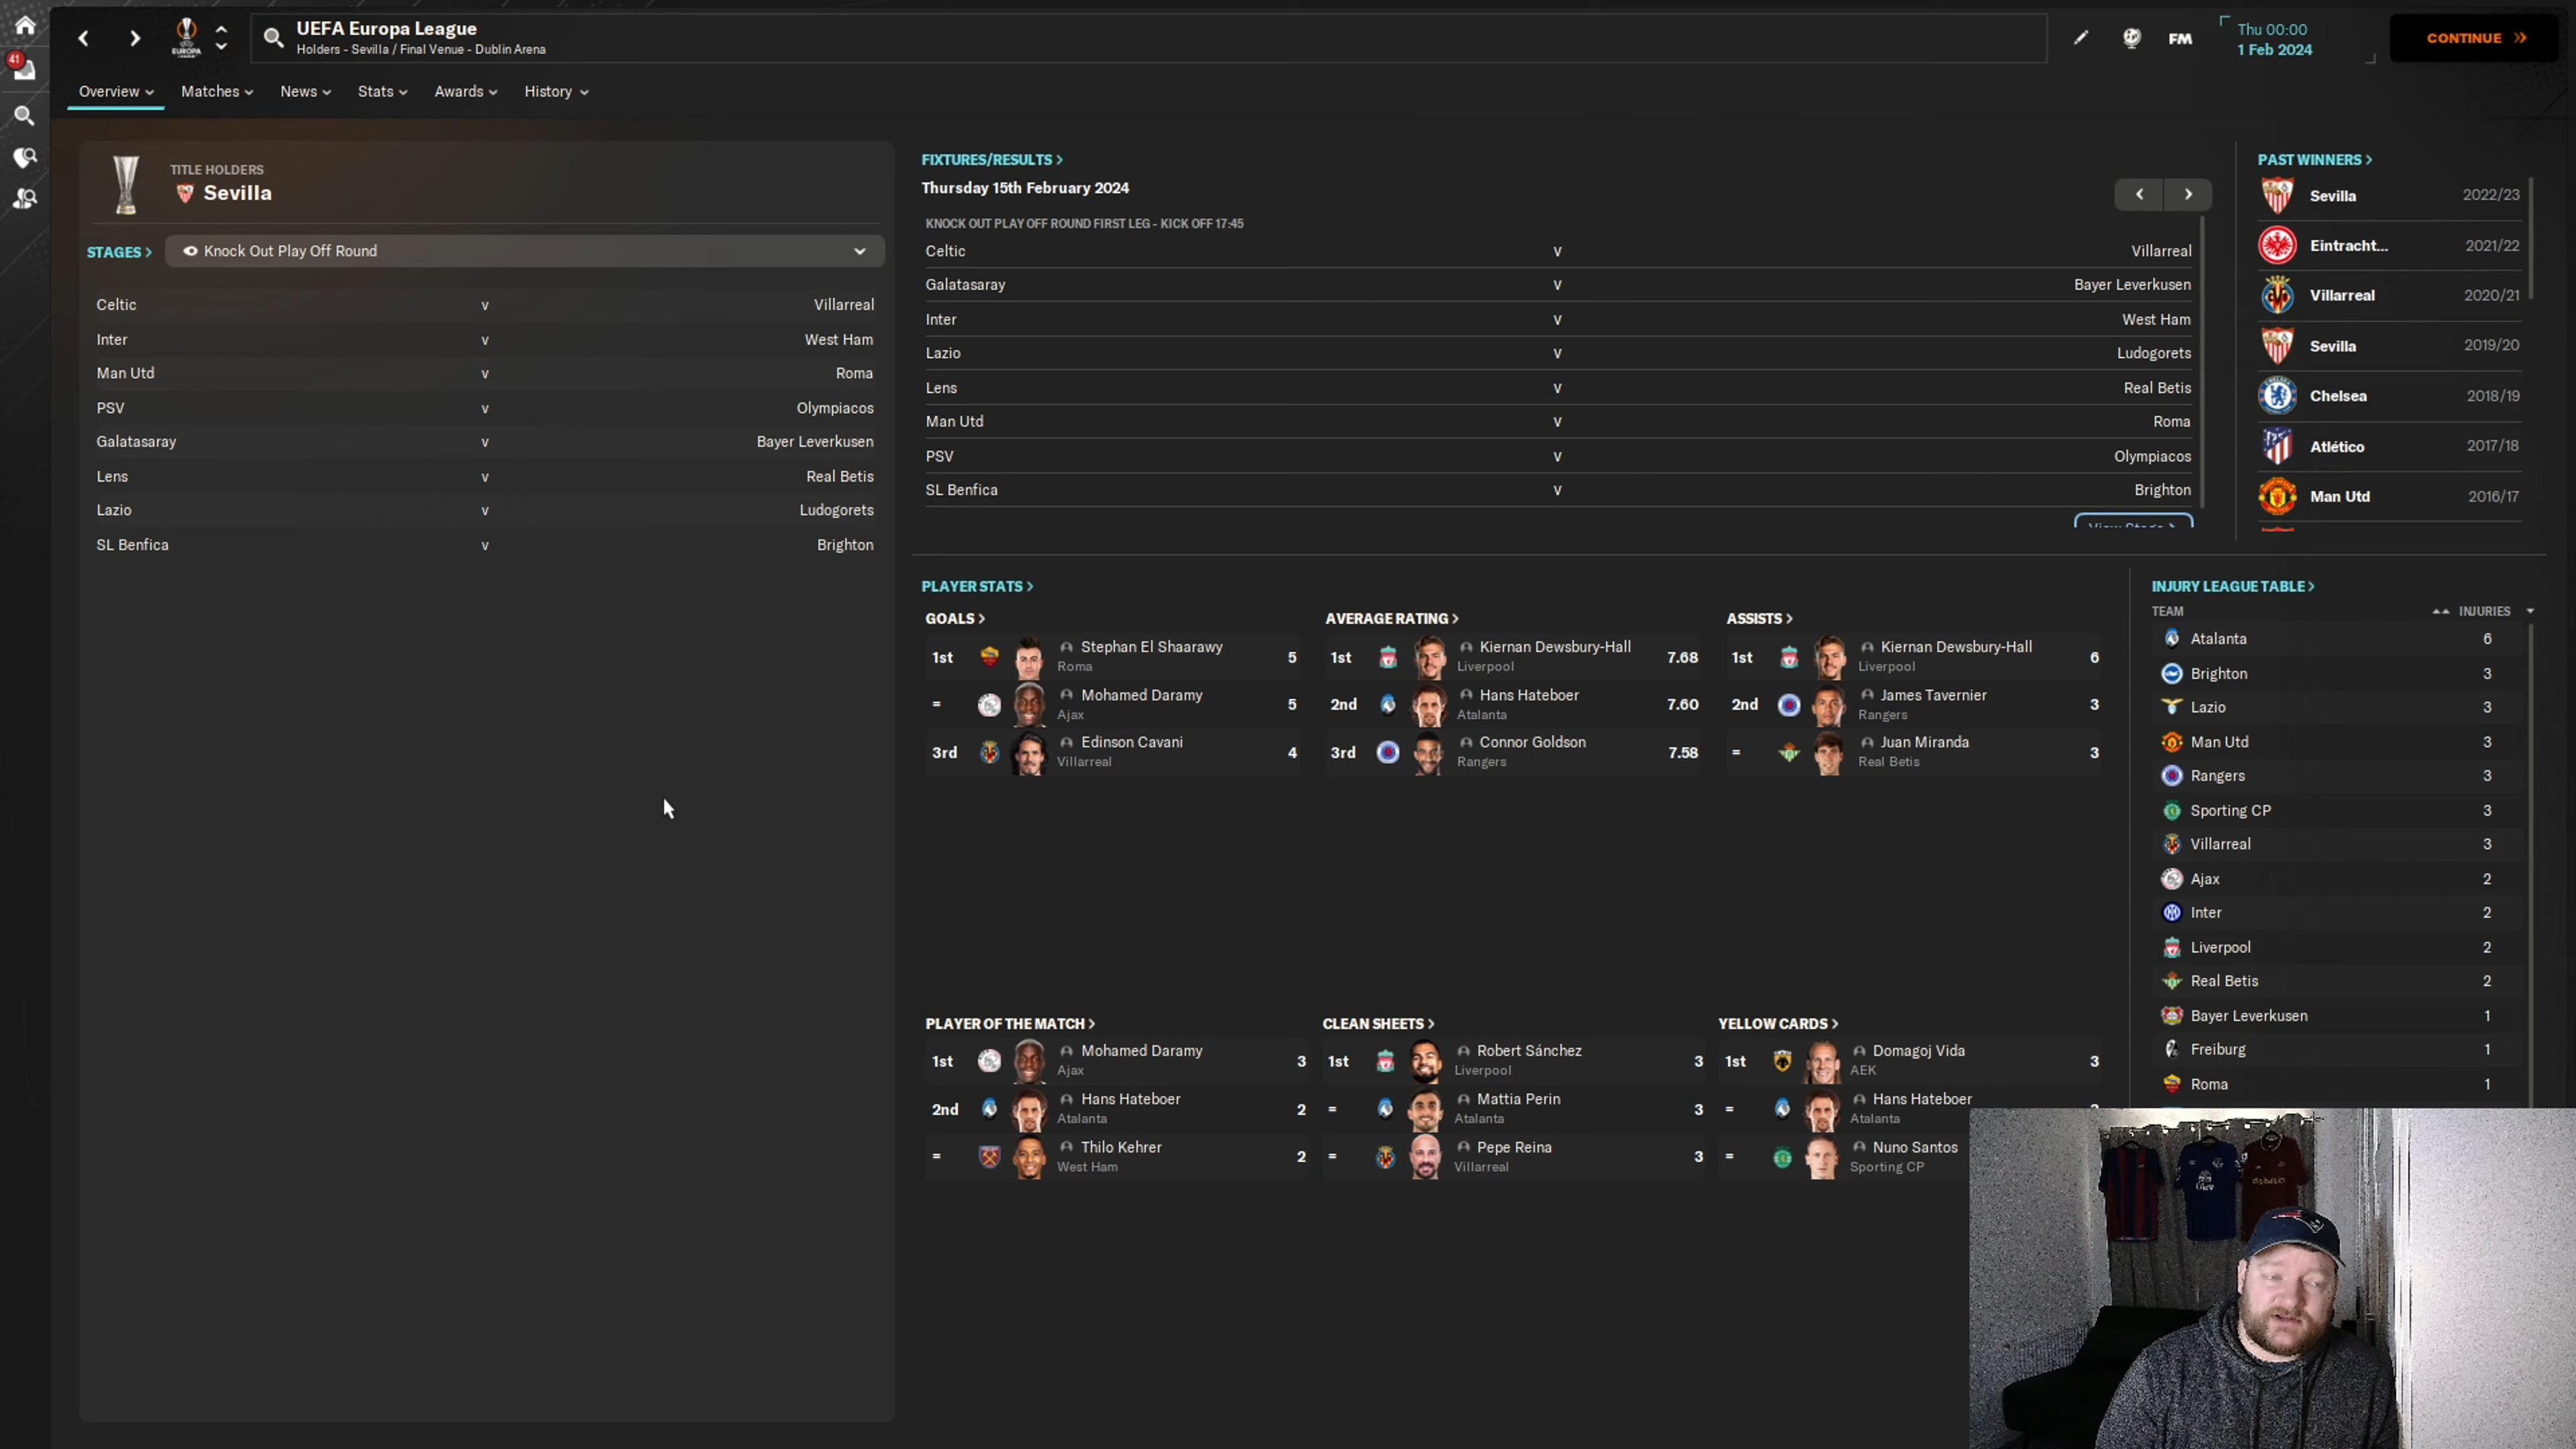 41
EUROPA
UEFA Europa League
Holders - Sevilla / Final Venue - Dublin Arena
FM
Thu 00:00
1 Feb 2024
CONTINUE
Overview
Matches
News
Stats
Awards
History
TITLE HOLDERS
Sevilla
STAGES
Knock Out Play Off Round
Celtic v Villarreal
Inter v West Ham
Man Utd v Roma
PSV v Olympiacos
Galatasaray v Bayer Leverkusen
Lens v Real Betis
Lazio v Ludogorets
SL Benfica v Brighton
FIXTURES/RESULTS
Thursday 15th February 2024
KNOCK OUT PLAY OFF ROUND FIRST LEG - KICK OFF 17:45
Celtic v Villarreal
Galatasaray v Bayer Leverkusen
Inter v West Ham
Lazio v Ludogorets
Lens v Real Betis
Man Utd v Roma
PSV v Olympiacos
SL Benfica v Brighton
View Stage
PAST WINNERS
Sevilla 2022/23
Eintracht... 2021/22
Villarreal 2020/21
Sevilla 2019/20
Chelsea 2018/19
Atlético 2017/18
Man Utd 2016/17
PLAYER STATS
GOALS
1st Stephan El Shaarawy 5
Roma
= Mohamed Daramy 5
Ajax
3rd Edinson Cavani 4
Villarreal
AVERAGE RATING
1st Kiernan Dewsbury-Hall 7.68
Liverpool
2nd Hans Hateboer 7.60
Atalanta
3rd Connor Goldson 7.58
Rangers
ASSISTS
1st Kiernan Dewsbury-Hall 6
Liverpool
2nd James Tavernier 3
Rangers
= Juan Miranda 3
Real Betis
PLAYER OF THE MATCH
1st Mohamed Daramy 3
Ajax
2nd Hans Hateboer 2
Atalanta
= Thilo Kehrer 2
West Ham
CLEAN SHEETS
1st Robert Sánchez 3
Liverpool
= Mattia Perin 3
Atalanta
= Pepe Reina 3
Villarreal
YELLOW CARDS
1st Domagoj Vida 3
AEK
= Hans Hateboer
Atalanta
= Nuno Santos
Sporting CP
INJURY LEAGUE TABLE
TEAM INJURIES
Atalanta 6
Brighton 3
Lazio 3
Man Utd 3
Rangers 3
Sporting CP 3
Villarreal 3
Ajax 2
Inter 2
Liverpool 2
Real Betis 2
Bayer Leverkusen 1
Freiburg 1
Roma 1